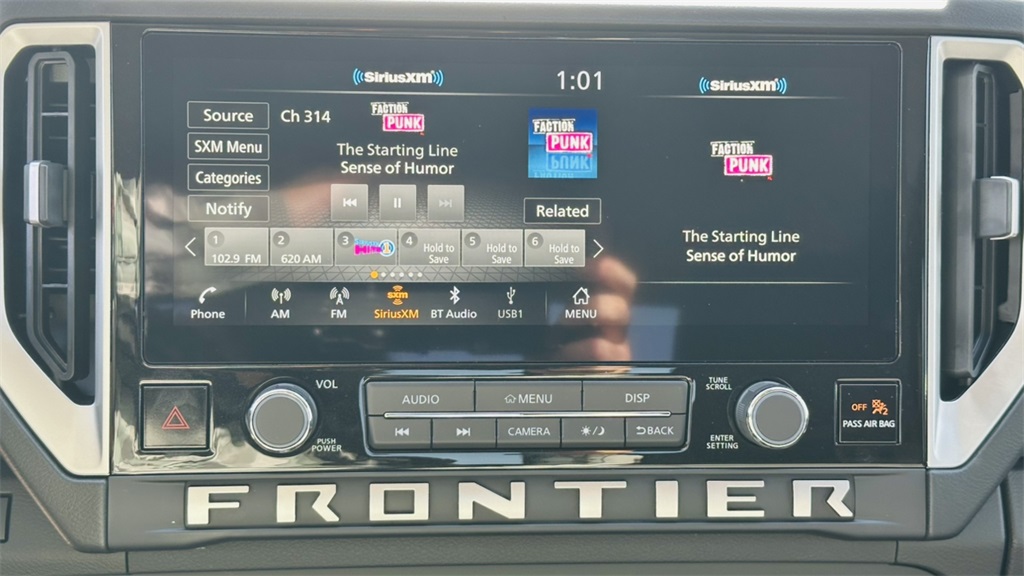 SiriusXM
1:01
SiriusXM
Source
Ch 314
FACTION
PUNK
SXM Menu
The Starting Line
Sense of Humor
Categories
Notify
FACTION
PUNK
Related
FACTION
PUNK
The Starting Line
Sense of Humor
1
102.9 FM
2
620 AM
3
4
Hold to
Save
5
Hold to
Save
6
Hold to
Save
Phone
AM
FM
sxm
SiriusXM
BT Audio
USB1
MENU
VOL
PUSH
POWER
AUDIO
MENU
DISP
CAMERA
BACK
TUNE
SCROLL
ENTER
SETTING
OFF
PASS AIR BAG
FRONTIER